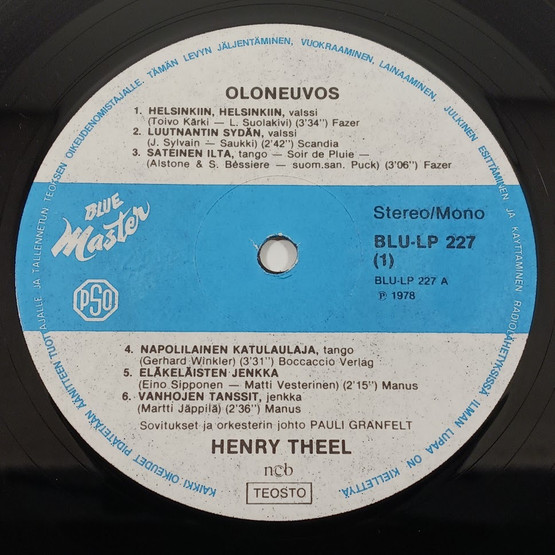 OLONEUVOS
1. HELSINKIIN, HELSINKIIN, valssi
(Toivo Kärki — L. Suolakivi) (3'34") Fazer
2. LUUTNANTIN SYDÄN, valssi
(J. Sylvain — Saukki) (2'42") Scandia
3. SATEINEN ILTA, tango — Soir de Pluie —
(Alstone & S. Béssiere — suom.san. Puck) (3'06") Fazer
BLUE
Master
PSO
Stereo/Mono
BLU-LP 227
(1)
BLU-LP 227 A
℗ 1978
4. NAPOLILAINEN KATULAULAJA, tango
(Gerhard Winkler) (3'31") Boccaccio Verlag
5. ELÄKELÄISTEN JENKKA
(Eino Sipponen — Matti Vesterinen) (2'15") Manus
6. VANHOJEN TANSSIT, jenkka
(Martti Jäppilä) (2'36") Manus
Sovitukset ja orkesterin johto PAULI GRANFELT
HENRY THEEL
ncb
TEOSTO
KAIKKI OIKEUDET PIDÄTETÄÄN ÄÄNITTEEN TUOTTAJALLE JA TALLENNETUN TEOKSEN OIKEUDENOMISTAJALLE. TÄMÄN LEVYN JÄLJENTÄMINEN, VUOKRAAMINEN, LAINAAMINEN, JULKINEN ESITTÄMINEN JA KÄYTTÄMINEN RADIOLÄHETYKSISSÄ ILMAN LUPAA ON KIELLETTYÄ.